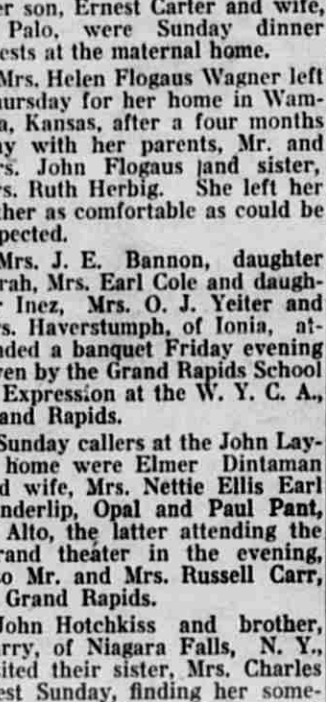 er son, Ernest Carter and wife,
Palo, were Sunday dinner
ests at the maternal home.
Mrs. Helen Flogaus Wagner left
ursday for her home in Wam-
a, Kansas, after a four months
y with her parents, Mr. and
s. John Flogaus and sister,
s. Ruth Herbig. She left her
ther as comfortable as could be
pected.
Mrs. J. E. Bannon, daughter
rah, Mrs. Earl Cole and daugh-
r Inez, Mrs. O. J. Yeiter and
s. Haverstumph, of Ionia, at-
nded a banquet Friday evening
ven by the Grand Rapids School
Expression at the W. Y. C. A.,
and Rapids.
Sunday callers at the John Lay-
home were Elmer Dintaman
d wife, Mrs. Nettie Ellis Earl
nderlip, Opal and Paul Pant,
Alto, the latter attending the
rand theater in the evening,
so Mr. and Mrs. Russell Carr,
Grand Rapids.
John Hotchkiss and brother,
rry, of Niagara Falls, N. Y.,
ited their sister, Mrs. Charles
est Sunday, finding her some-